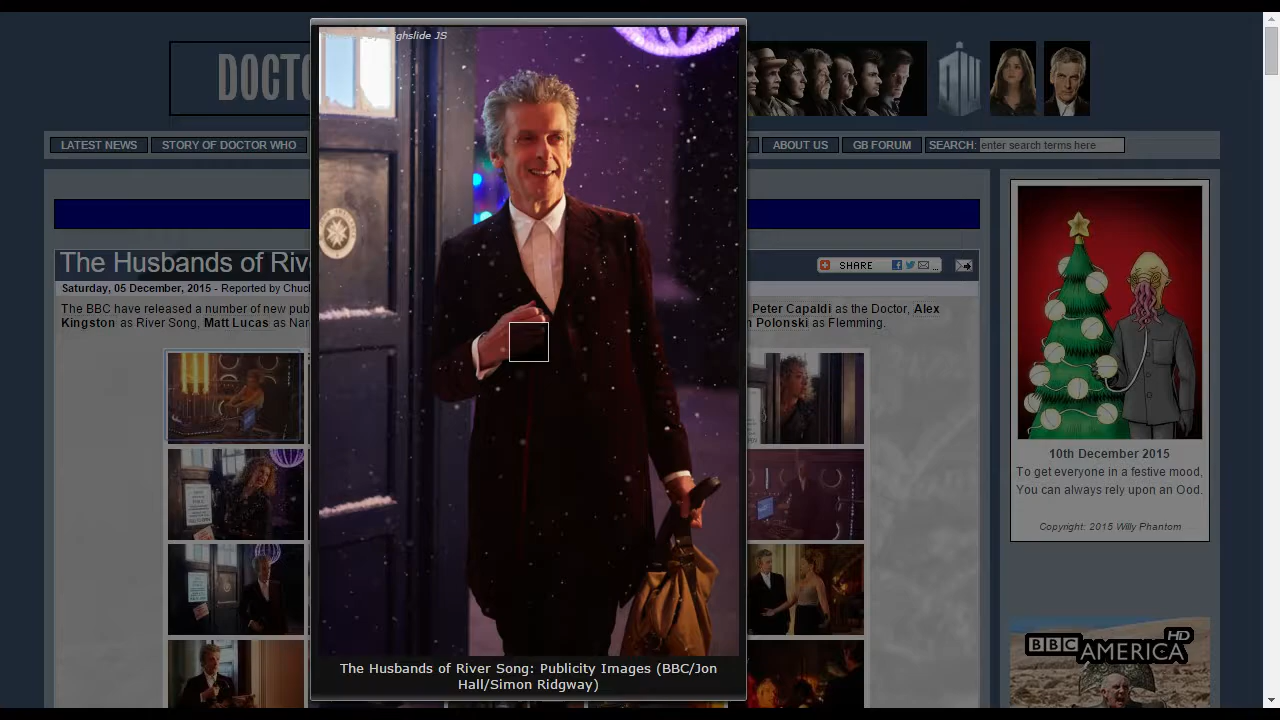 ghslide JS
DOCTO
LATEST NEWS
STORY OF DOCTOR WHO
ABOUT US
GB FORUM
SEARCH: enter search terms here
The Husbands of Riv
SHARE
Saturday, 05 December, 2015 - Reported by Chuck
The BBC have released a number of new pub
Peter Capaldi as the Doctor, Alex
Kingston as River Song, Matt Lucas as Nar
Polonski as Flemming.
10th December 2015
To get everyone in a festive mood,
You can always rely upon an Ood.
Copyright: 2015 Willy Phantom
BBC AMERICA HD
The Husbands of River Song: Publicity Images (BBC/Jon
Hall/Simon Ridgway)